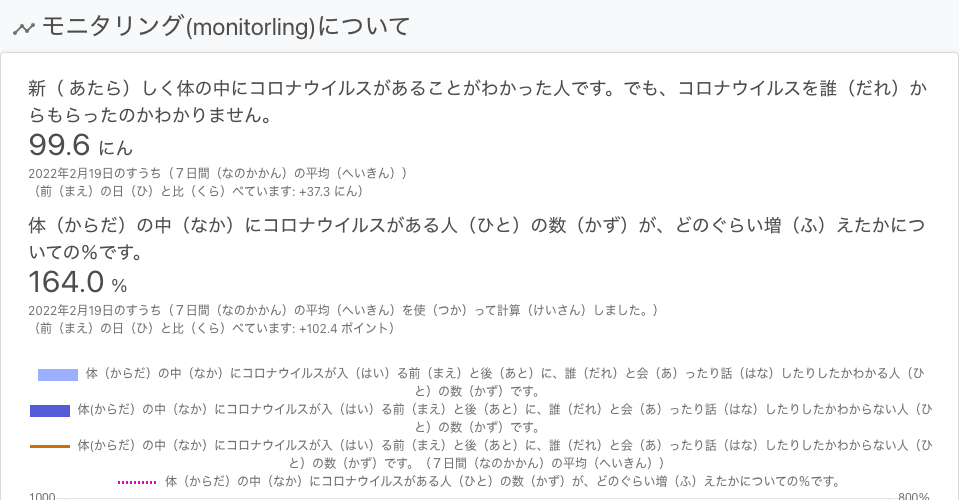 モニタリング(monitorling)について
新（ あたら）しく体の中にコロナウイルスがあることがわかった人です。でも、コロナウイルスを誰（だれ）か
らもらったのかわかりません。
99.6 にん
2022年2月19日のすうち（７日間（なのかかん）の平均（へいきん））
（前（まえ）の日（ひ）と比（くら）べています: +37.3 にん）
体（からだ）の中（なか）にコロナウイルスがある人（ひと）の数（かず）が、どのぐらい増（ふ）えたかにつ
いての％です。
164.0 %
2022年2月19日のすうち（７日間（なのかかん）の平均（へいきん）を使（つか）って計算（けいさん）しました。）
（前（まえ）の日（ひ）と比（くら）べています: +102.4 ポイント）
体（からだ）の中（なか）にコロナウイルスが入（はい）る前（まえ）と後（あと）に、誰（だれ）と会（あ）ったり話（はな）したりしたかわかる人（ひ
と）の数（かず）です。
体(からだ）の中（なか）にコロナウイルスが入（はい）る前（まえ）と後（あと）に、誰（だれ）と会（あ）ったり話（はな）したりしたかわからない人（ひ
と）の数（かず）です。
体(からだ）の中（なか）にコロナウイルスが入（はい）る前（まえ）と後（あと）に、誰（だれ）と会（あ）ったり話（はな）したりしたかわからない人（ひ
と）の数（かず）です。（７日間（なのかかん）の平均（へいきん））
体（からだ）の中（なか）にコロナウイルスがある人（ひと）の数（かず）が、どのぐらい増（ふ）えたかについての％です。
1000 800%